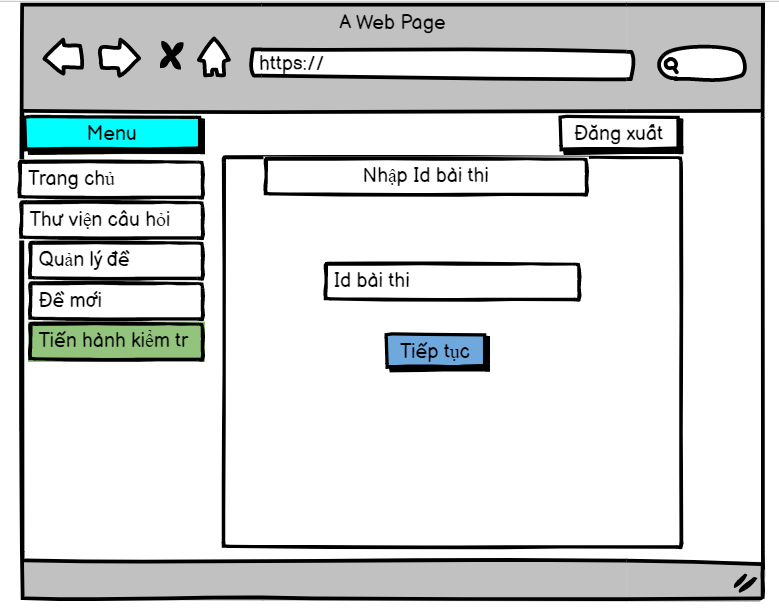 A Web Page
https://
Menu
Đăng xuất
Trang chủ
Nhập Id bài thi
Thư viện câu hỏi
Quản lý đề
Id bài thi
Đề mới
Tiến hành kiểm tr
Tiếp tục